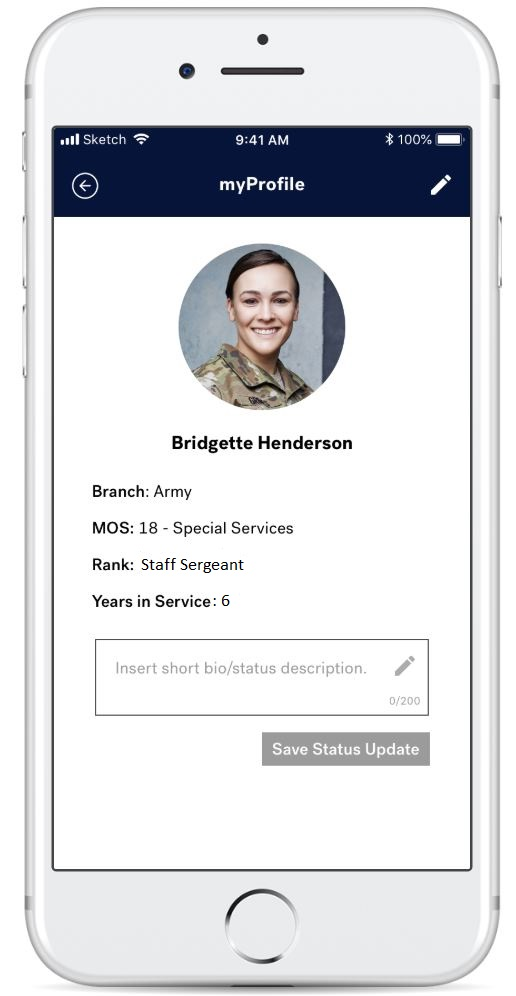 Sketch 9:41 AM 100%
myProfile
Bridgette Henderson
Branch: Army
MOS: 18 - Special Services
Rank: Staff Sergeant
Years in Service: 6
Insert short bio/status description.
0/200
Save Status Update